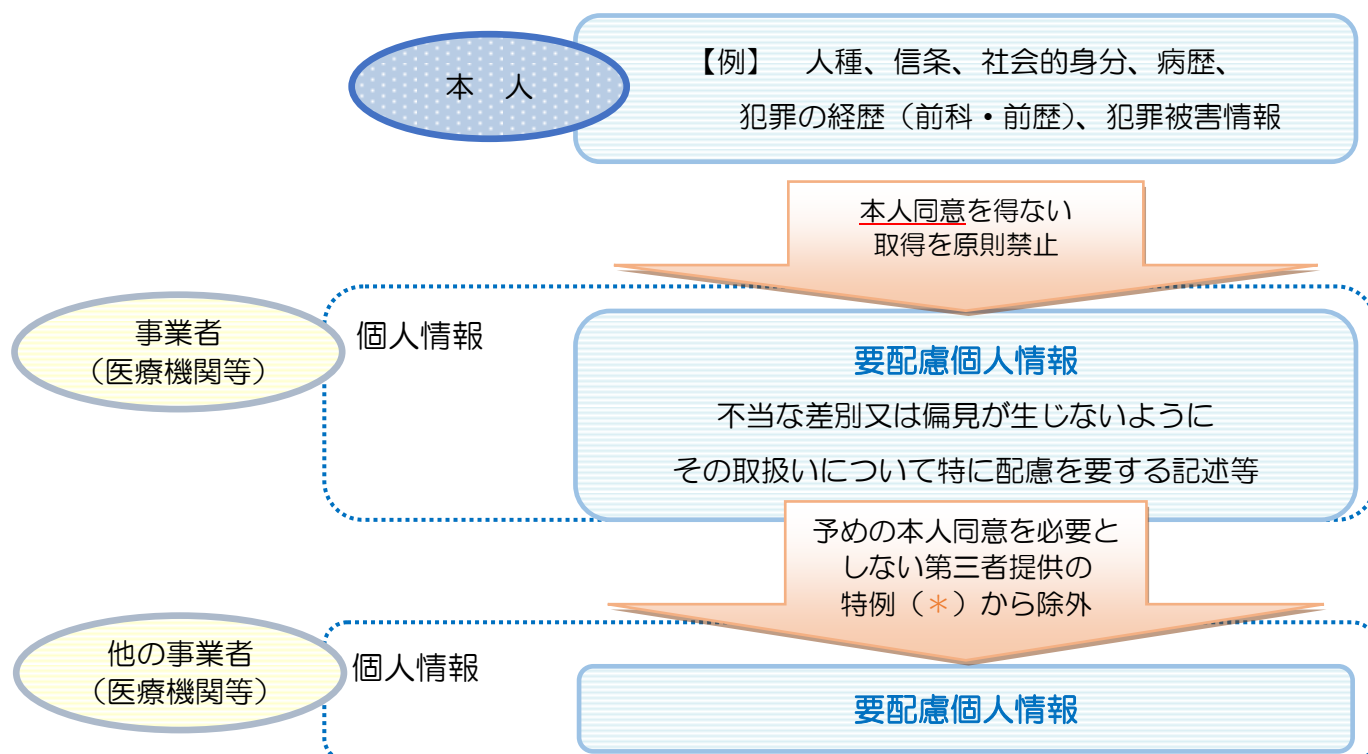 本　人
【例】　人種、信条、社会的身分、病歴、
犯罪の経歴（前科・前歴）、犯罪被害情報
本人同意を得ない
取得を原則禁止
事業者
（医療機関等）
個人情報
要配慮個人情報
不当な差別又は偏見が生じないように
その取扱いについて特に配慮を要する記述等
予めの本人同意を必要と
しない第三者提供の
特例（＊）から除外
他の事業者
（医療機関等）
個人情報
要配慮個人情報